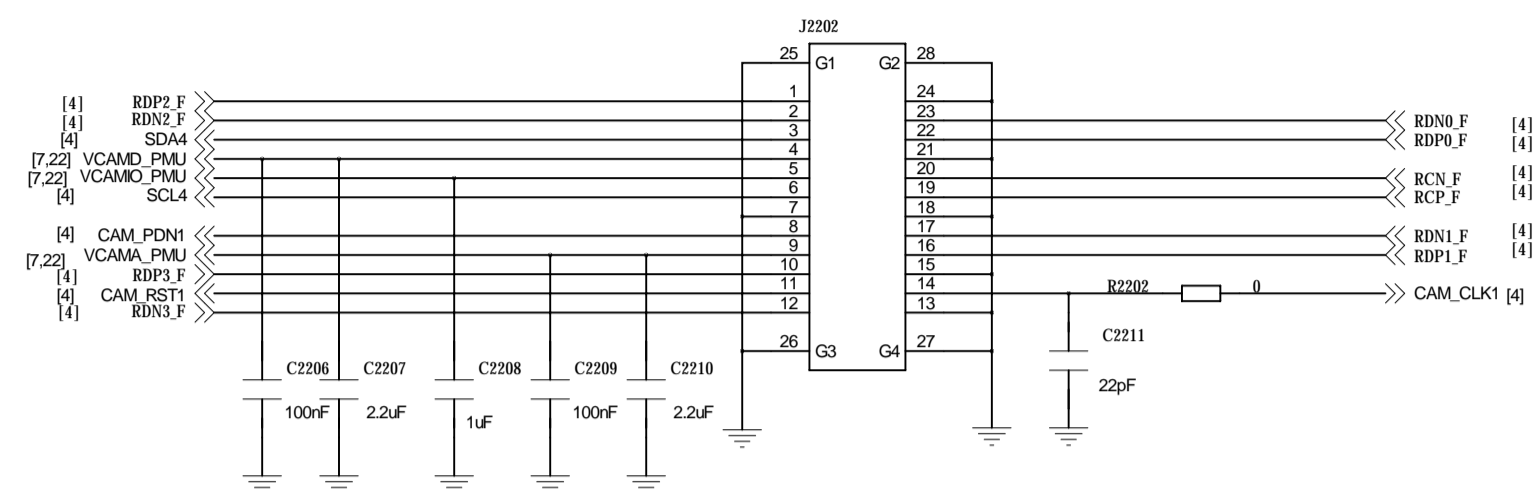 J2202
25 G1 G2 28
[4] RDP2_F 1 24
[4] RDN2_F 2 23 RDN0_F [4]
[4] SDA4 3 22 RDP0_F [4]
[7,22] VCAMD_PMU 4 21
[7,22] VCAMIO_PMU 5 20 RCN_F [4]
[4] SCL4 6 19 RCP_F [4]
7 18
[4] CAM_PDN1 8 17 RDN1_F [4]
[7,22] VCAMA_PMU 9 16 RDP1_F [4]
[4] RDP3_F 10 15
[4] CAM_RST1 11 14 R2202 0 CAM_CLK1 [4]
[4] RDN3_F 12 13
26 G3 G4 27
C2211
22pF
C2206 C2207 C2208 C2209 C2210
100nF 2.2uF 1uF 100nF 2.2uF